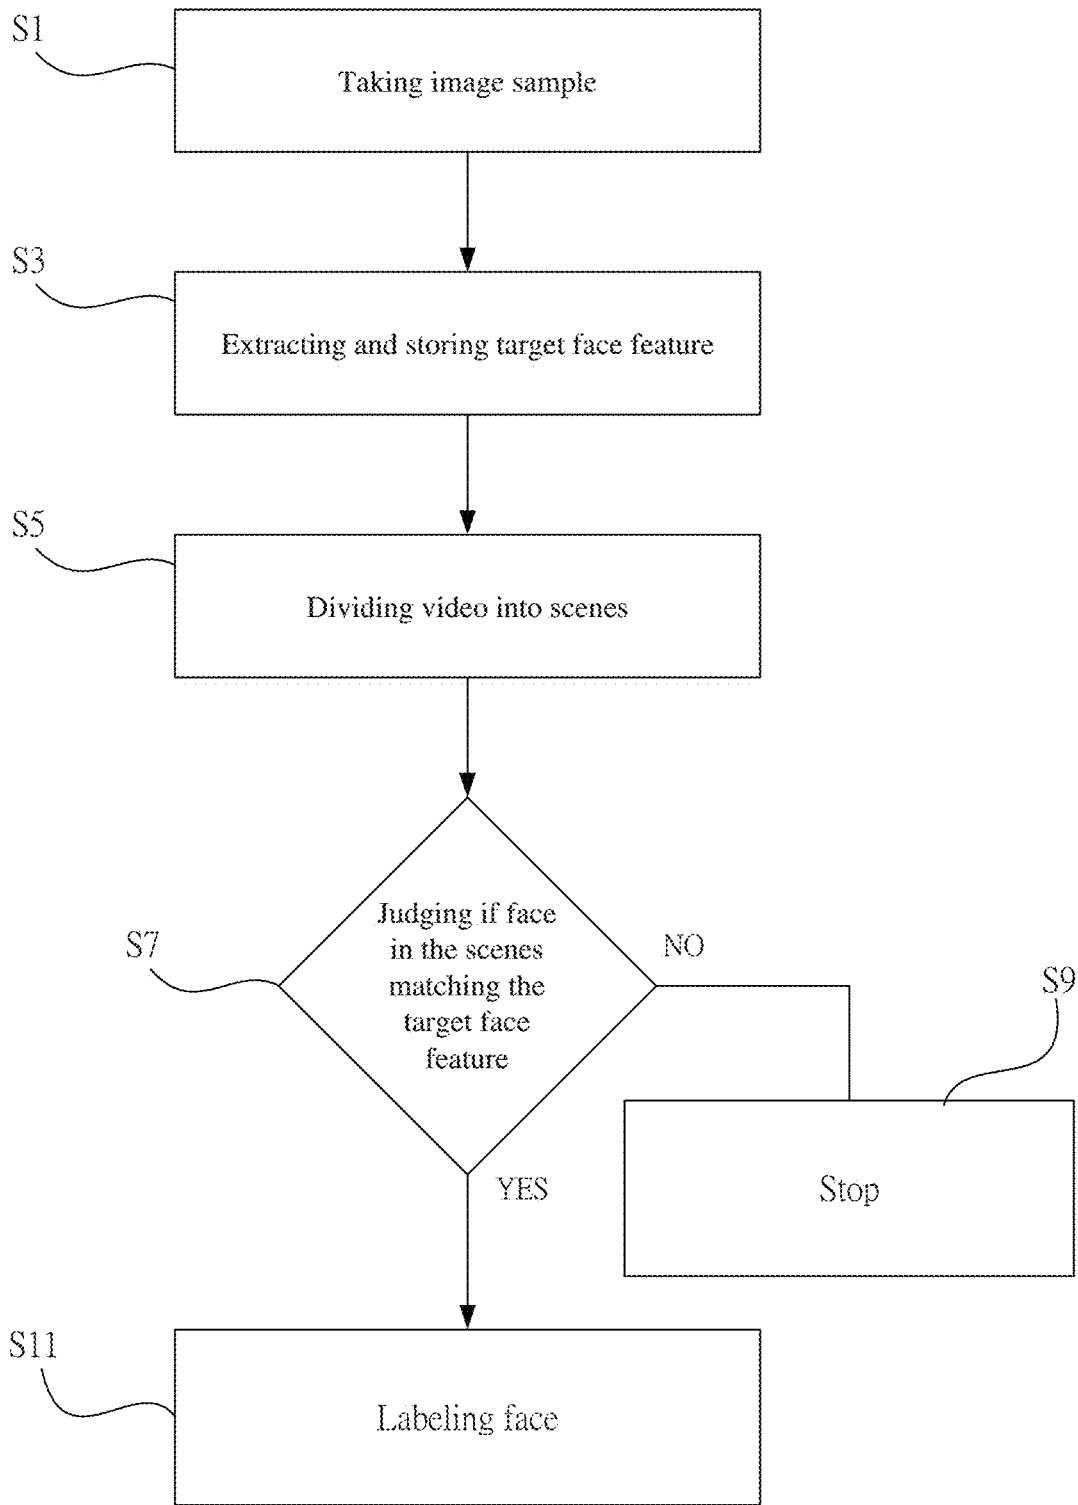 S1
Taking image sample
S3
Extracting and storing target face feature
S5
Dividing video into scenes
S7
Judging if face
in the scenes
matching the
target face
feature
NO
S9
Stop
YES
S11
Labeling face